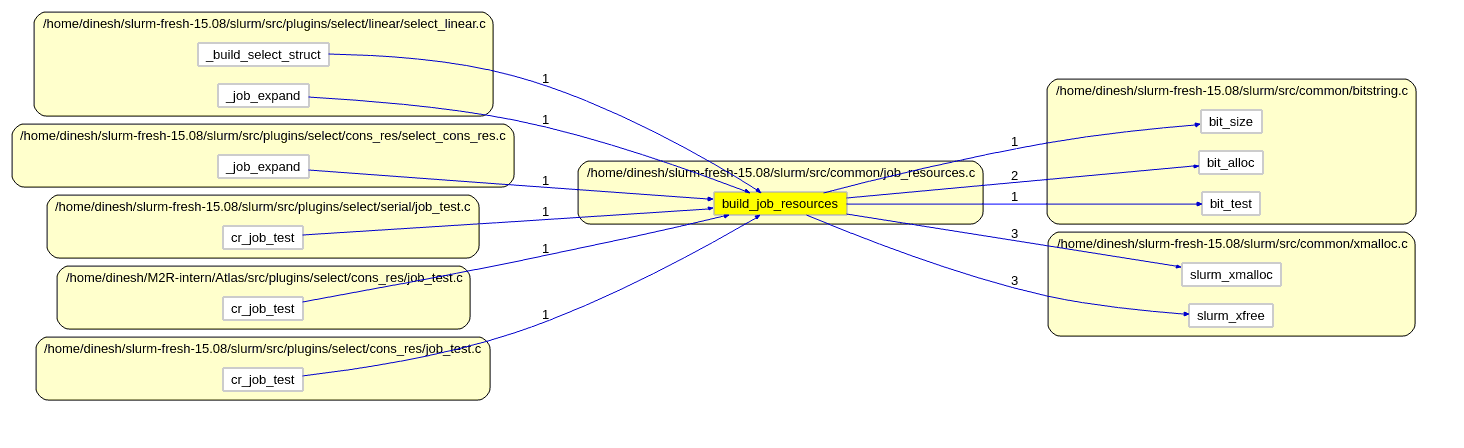 /home/dinesh/slurm-fresh-15.08/slurm/src/plugins/select/linear/select_linear.c
_build_select_struct
_job_expand
/home/dinesh/slurm-fresh-15.08/slurm/src/plugins/select/cons_res/select_cons_res.c
_job_expand
/home/dinesh/slurm-fresh-15.08/slurm/src/plugins/select/serial/job_test.c
cr_job_test
/home/dinesh/M2R-intern/Atlas/src/plugins/select/cons_res/job_test.c
cr_job_test
/home/dinesh/slurm-fresh-15.08/slurm/src/plugins/select/cons_res/job_test.c
cr_job_test
1
1
1
1
1
1
/home/dinesh/slurm-fresh-15.08/slurm/src/common/job_resources.c
build_job_resources
1
2
1
3
3
/home/dinesh/slurm-fresh-15.08/slurm/src/common/bitstring.c
bit_size
bit_alloc
bit_test
/home/dinesh/slurm-fresh-15.08/slurm/src/common/xmalloc.c
slurm_xmalloc
slurm_xfree